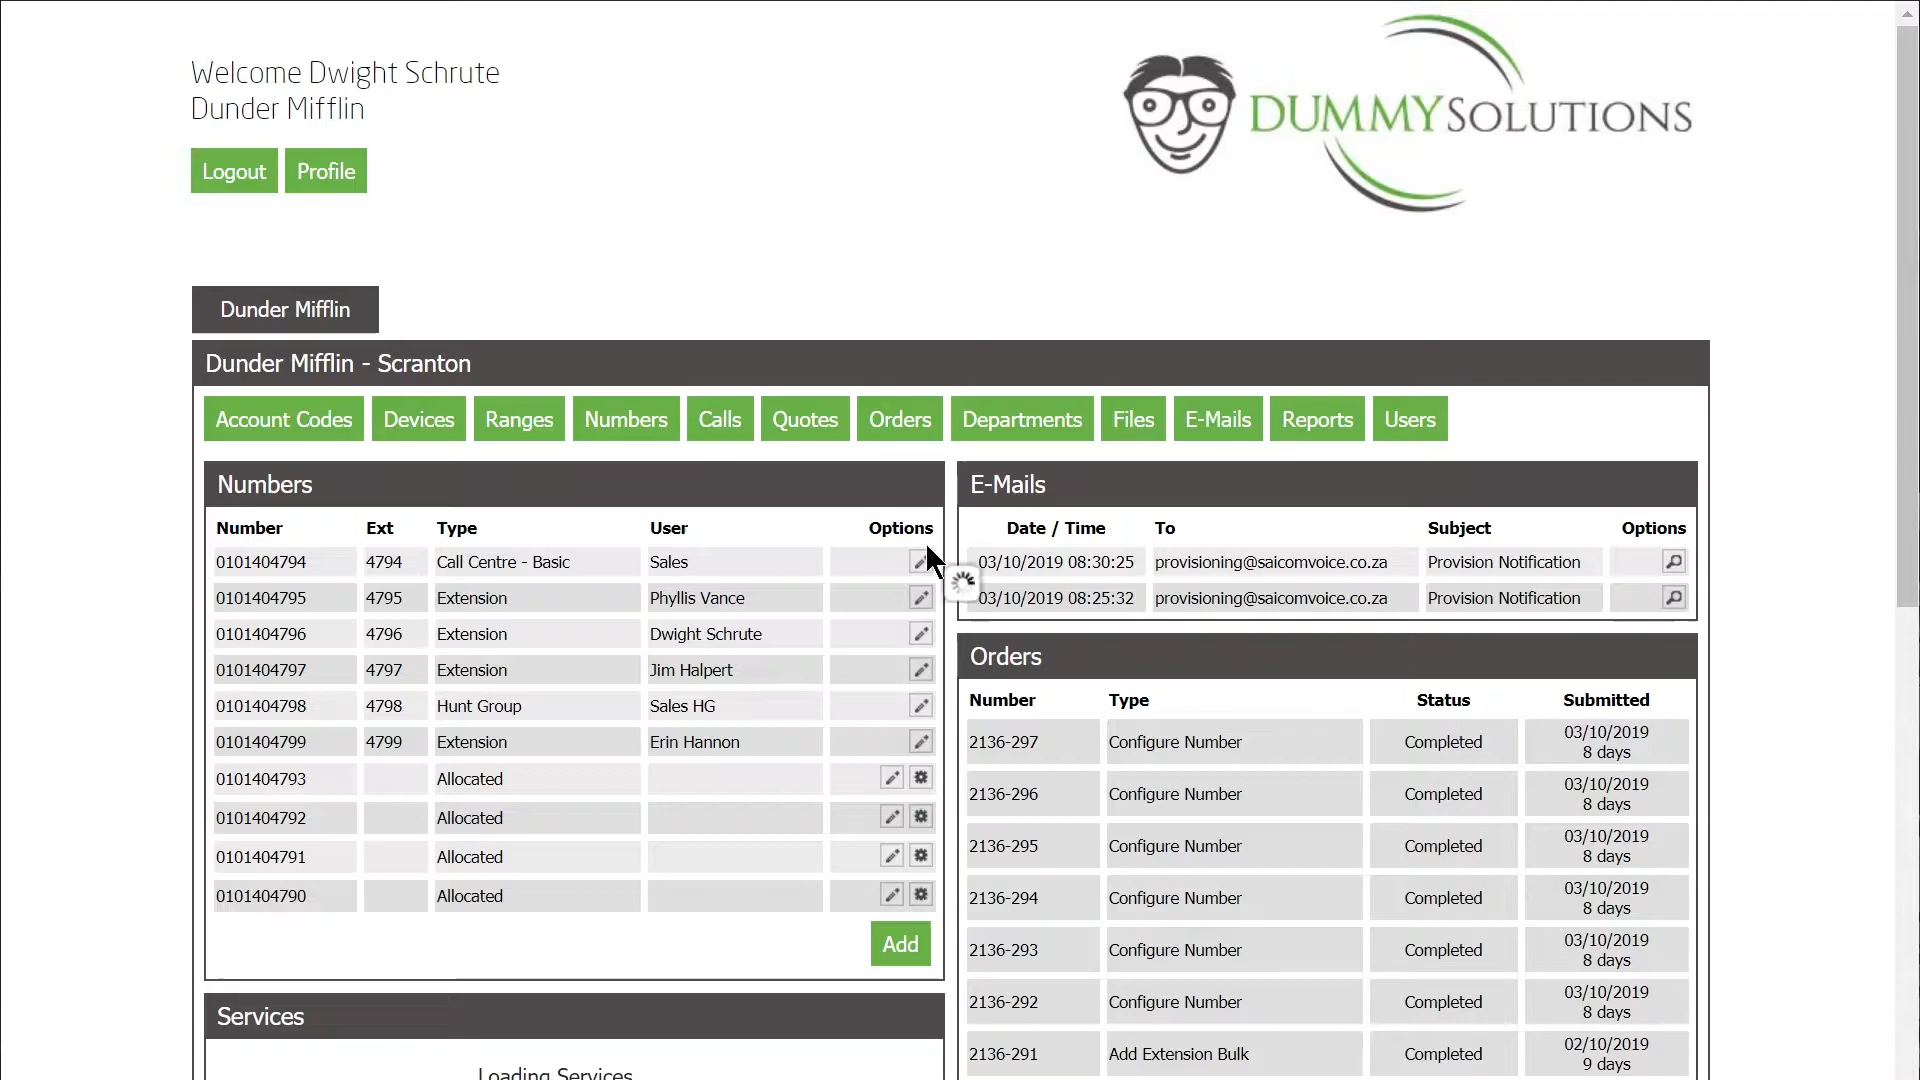 Welcome Dwight Schrute
Dunder Mifflin
Logout Profile
DUMMYSOLUTIONS
Dunder Mifflin
Dunder Mifflin - Scranton
Account Codes Devices Ranges Numbers Calls Quotes Orders Departments Files E-Mails Reports Users
Numbers
Number Ext Type User Options
0101404794 4794 Call Centre - Basic Sales
0101404795 4795 Extension Phyllis Vance
0101404796 4796 Extension Dwight Schrute
0101404797 4797 Extension Jim Halpert
0101404798 4798 Hunt Group Sales HG
0101404799 4799 Extension Erin Hannon
0101404793 Allocated
0101404792 Allocated
0101404791 Allocated
0101404790 Allocated
Add
Services
Loading Services
E-Mails
Date / Time To Subject Options
03/10/2019 08:30:25 provisioning@saicomvoice.co.za Provision Notification
03/10/2019 08:25:32 provisioning@saicomvoice.co.za Provision Notification
Orders
Number Type Status Submitted
2136-297 Configure Number Completed 03/10/2019
8 days
2136-296 Configure Number Completed 03/10/2019
8 days
2136-295 Configure Number Completed 03/10/2019
8 days
2136-294 Configure Number Completed 03/10/2019
8 days
2136-293 Configure Number Completed 03/10/2019
8 days
2136-292 Configure Number Completed 03/10/2019
8 days
2136-291 Add Extension Bulk Completed 02/10/2019
9 days